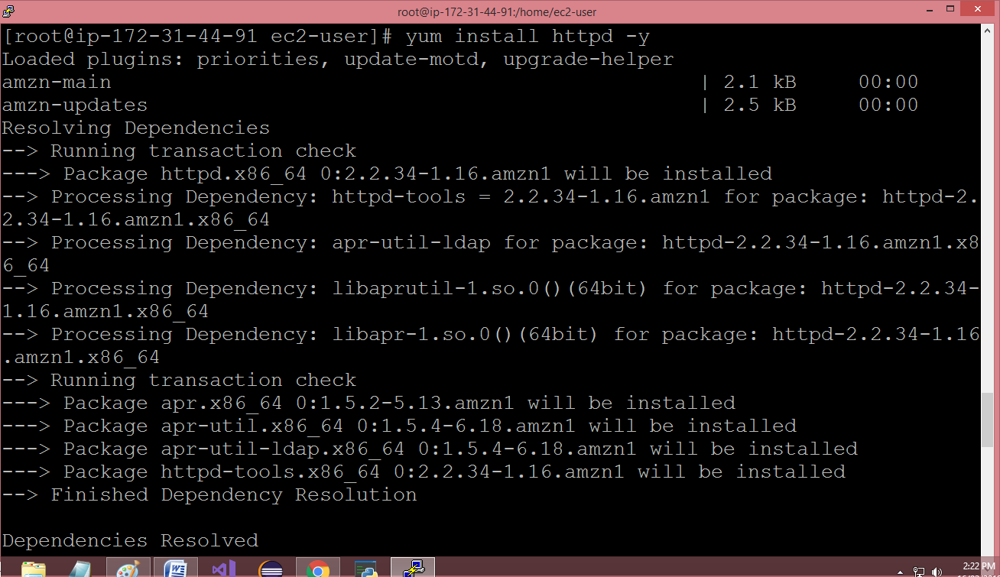 root@ip-172-31-44-91:/home/ec2-user
[root@ip-172-31-44-91 ec2-user]# yum install httpd -y
Loaded plugins: priorities, update-motd, upgrade-helper
amzn-main | 2.1 kB 00:00
amzn-updates | 2.5 kB 00:00
Resolving Dependencies
--> Running transaction check
---> Package httpd.x86_64 0:2.2.34-1.16.amzn1 will be installed
--> Processing Dependency: httpd-tools = 2.2.34-1.16.amzn1 for package: httpd-2.
2.34-1.16.amzn1.x86_64
--> Processing Dependency: apr-util-ldap for package: httpd-2.2.34-1.16.amzn1.x8
6_64
--> Processing Dependency: libaprutil-1.so.0()(64bit) for package: httpd-2.2.34-
1.16.amzn1.x86_64
--> Processing Dependency: libapr-1.so.0()(64bit) for package: httpd-2.2.34-1.16
.amzn1.x86_64
--> Running transaction check
---> Package apr.x86_64 0:1.5.2-5.13.amzn1 will be installed
---> Package apr-util.x86_64 0:1.5.4-6.18.amzn1 will be installed
---> Package apr-util-ldap.x86_64 0:1.5.4-6.18.amzn1 will be installed
---> Package httpd-tools.x86_64 0:2.2.34-1.16.amzn1 will be installed
--> Finished Dependency Resolution
Dependencies Resolved
2:22 PM